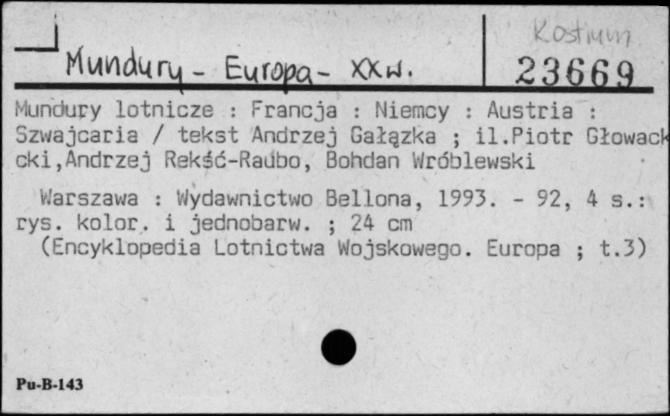 Kostium
Mundury - Europa - XX w.
23669
Mundury lotnicze : Francja : Niemcy : Austria :
Szwajcaria / tekst Andrzej Gałązka ; il.Piotr Głowack
cki,Andrzej Rekść-Raubo, Bohdan Wróblewski
Warszawa : Wydawnictwo Bellona, 1993. - 92, 4 s.:
rys. kolor. i jednobarw. ; 24 cm
(Encyklopedia Lotnictwa Wojskowego. Europa ; t.3)
Pu-B-143